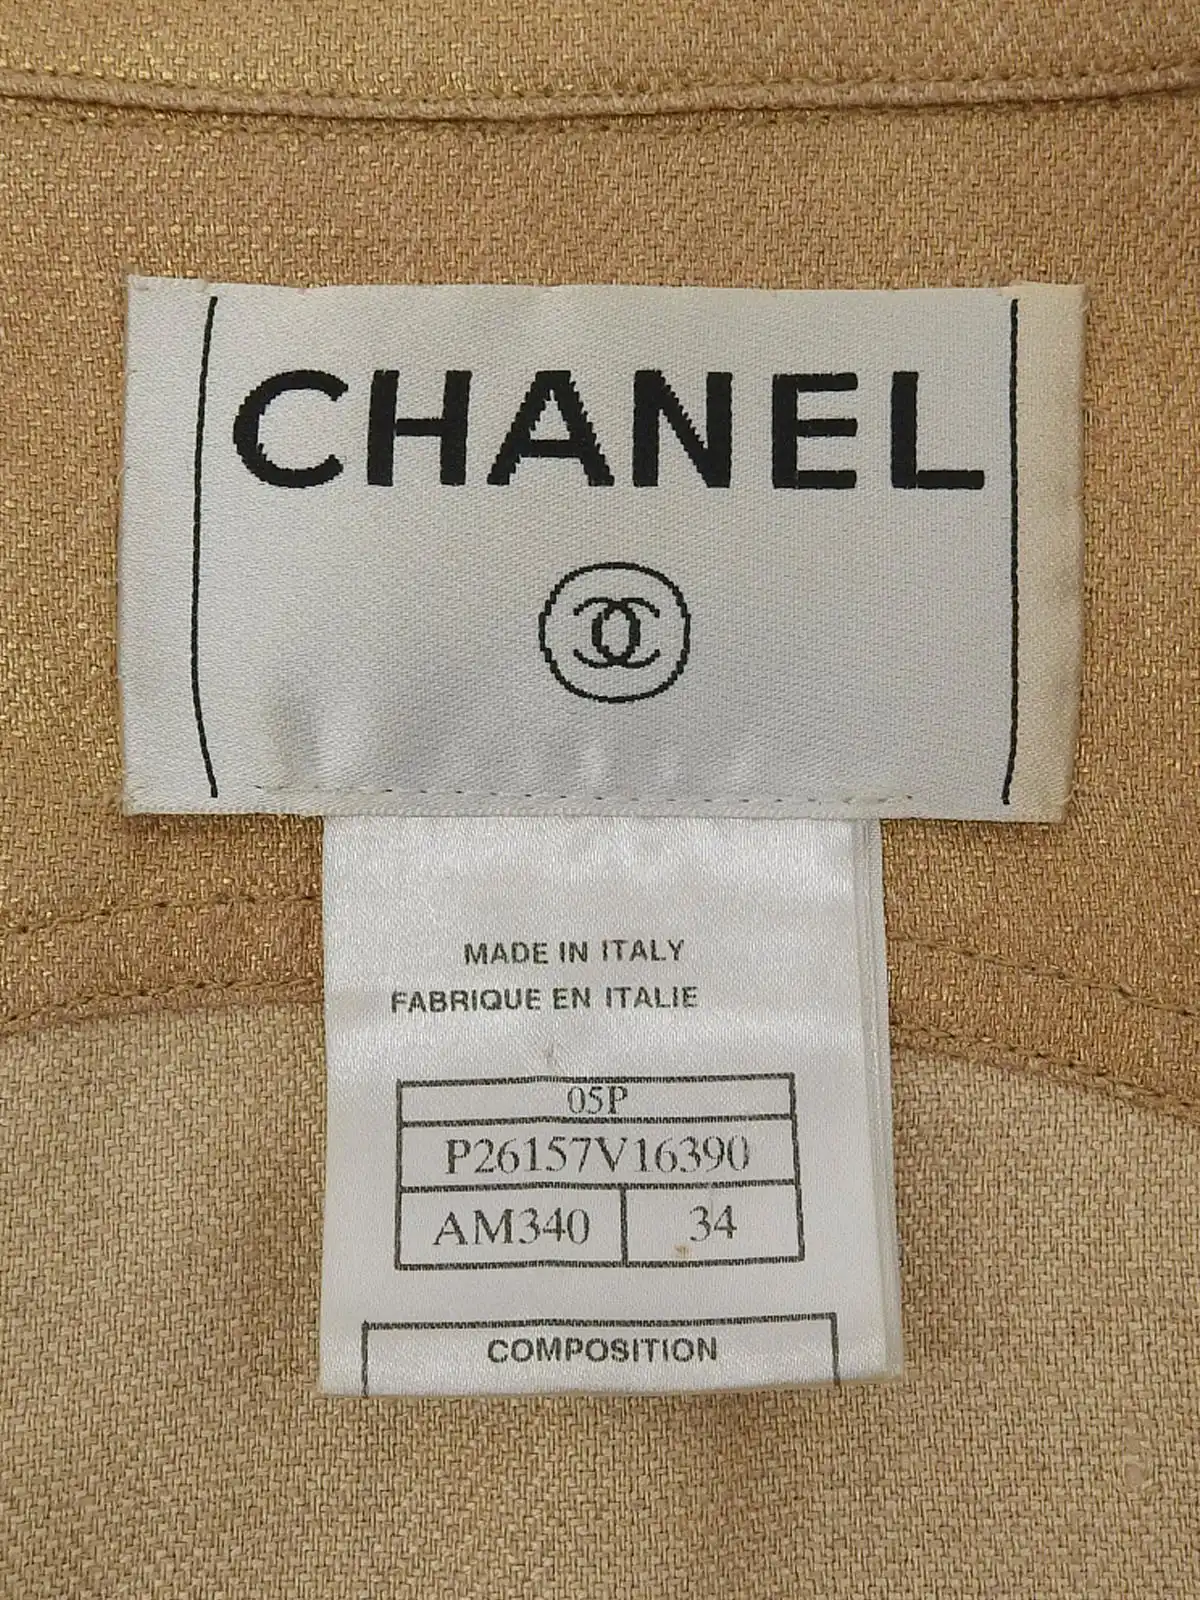 CHANEL
MADE IN ITALY
FABRIQUE EN ITALIE
05P
P26157V16390
AM340 34
COMPOSITION